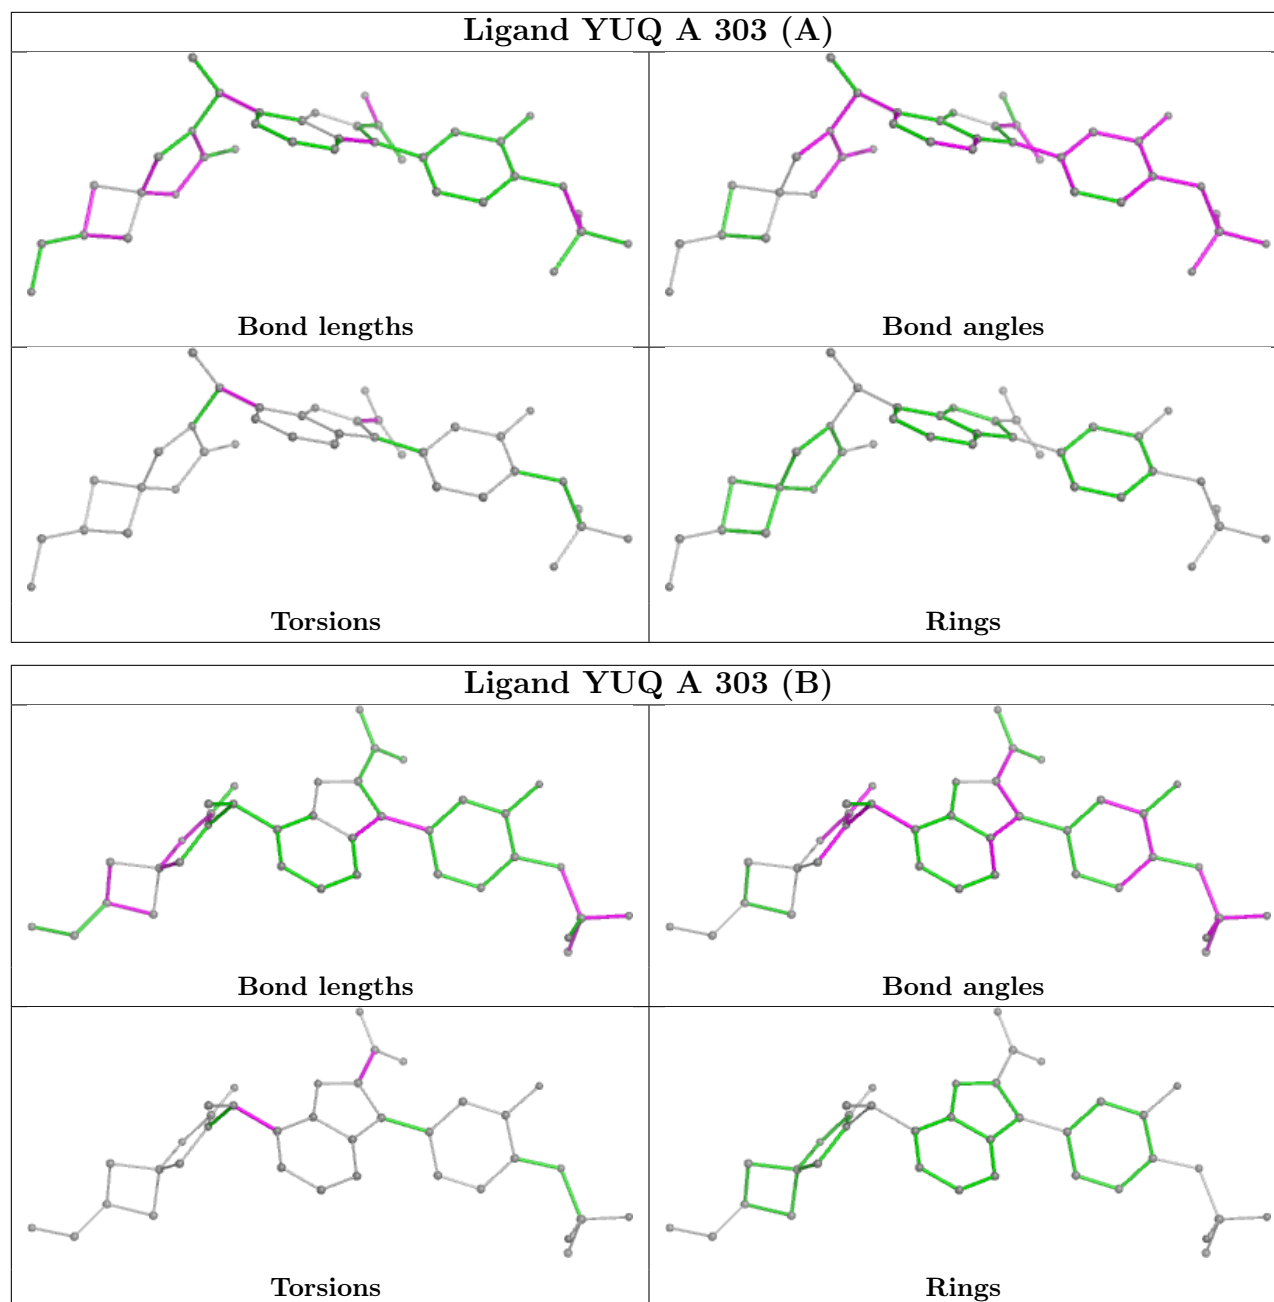 Ligand YUQ A 303 (A)
Bond lengths
Bond angles
Torsions
Rings
Ligand YUQ A 303 (B)
Bond lengths
Bond angles
Torsions
Rings